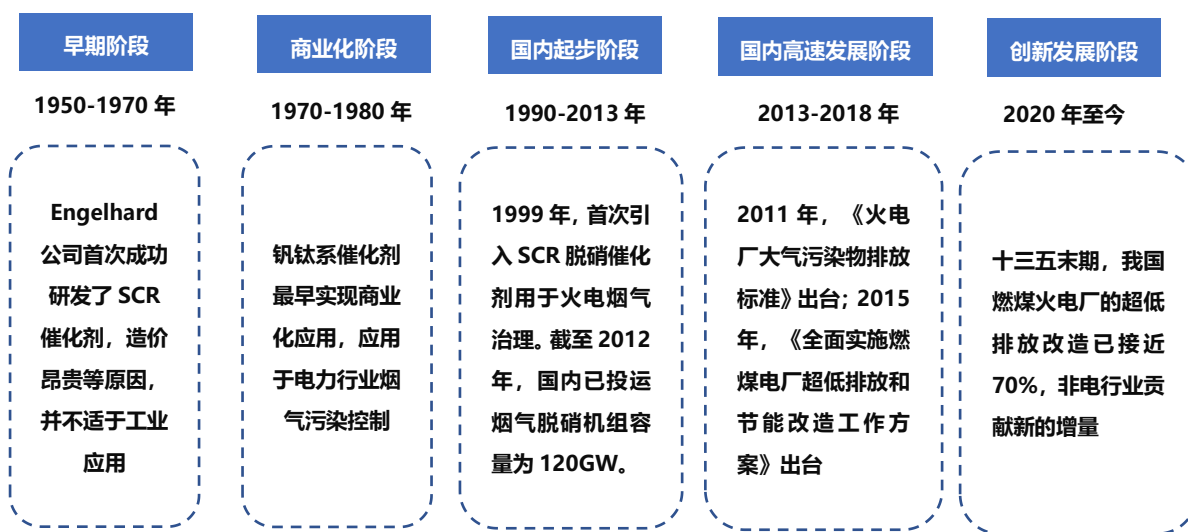 早期阶段
1950-1970 年
Engelhard
公司首次成功
研发了 SCR
催化剂，造价
昂贵等原因，
并不适于工业
应用
商业化阶段
1970-1980 年
钒钛系催化剂
最早实现商业
化应用，应用
于电力行业烟
气污染控制
国内起步阶段
1990-2013 年
1999 年，首次引
入 SCR 脱硝催化
剂用于火电烟气
治理。截至 2012
年，国内已投运
烟气脱硝机组容
量为 120GW。
国内高速发展阶段
2013-2018 年
2011 年，《火电
厂大气污染物排放
标准》出台；2015
年，《全面实施燃
煤电厂超低排放和
节能改造工作方
案》出台
创新发展阶段
2020 年至今
十三五末期，我国
燃煤火电厂的超低
排放改造已接近
70%，非电行业贡
献新的增量